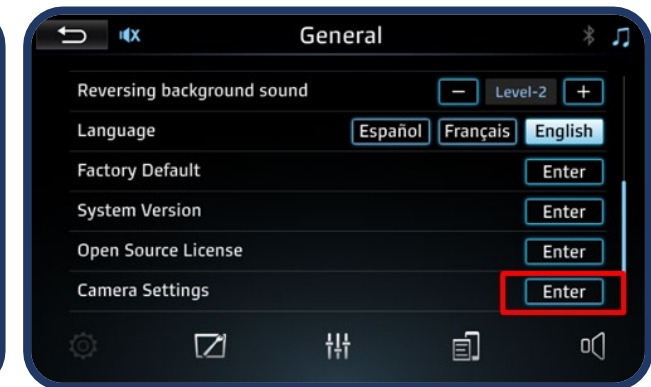 General
Reversing background sound − Level-2 +
Language Español Français English
Factory Default Enter
System Version Enter
Open Source License Enter
Camera Settings Enter